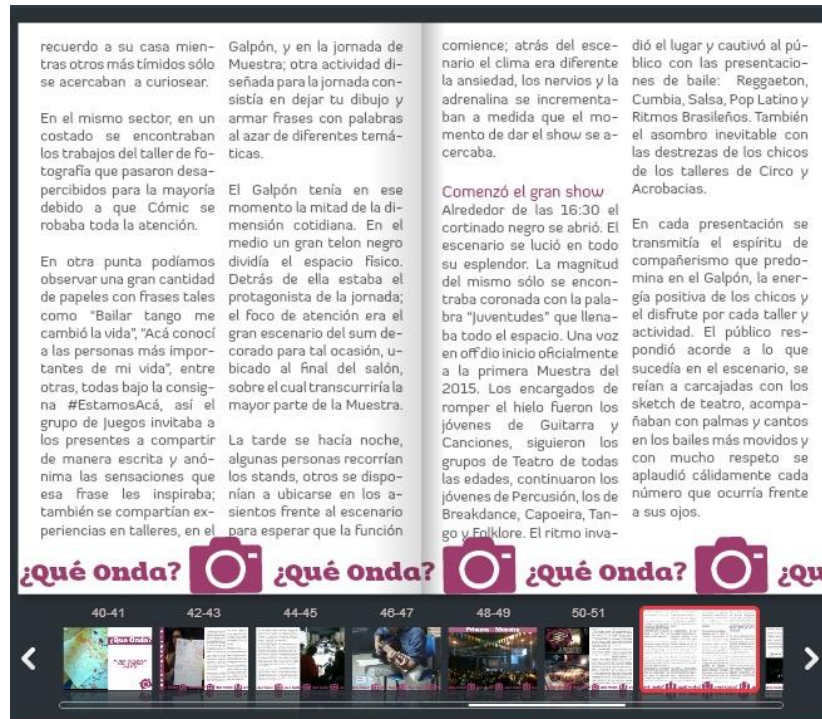 recuerdo a su casa mien-
tras otros más tímidos sólo
se acercaban a curiosear.
En el mismo sector, en un
costado se encontraban
los trabajos del taller de fo-
tografía que pasaron desa-
percibidos para la mayoría
debido a que Cómic se
robaba toda la atención.
En otra punta podíamos
observar una gran cantidad
de papeles con frases tales
como "Bailar tango me
cambió la vida", "Acá conocí
a las personas más impor-
tantes de mi vida", entre
otras, todas bajo la consig-
na #EstamosAcá, así el
grupo de Juegos invitaba a
los presentes a compartir
de manera escrita y anó-
nima las sensaciones que
esa frase les inspiraba;
también se compartían ex-
periencias en talleres, en el
Galpón, y en la jornada de
Muestra; otra actividad di-
señada para la jornada con-
sistía en dejar tu dibujo y
armar frases con palabras
al azar de diferentes temá-
ticas.
El Galpón tenía en ese
momento la mitad de la di-
mensión cotidiana. En el
medio un gran telon negro
dividía el espacio físico.
Detrás de ella estaba el
protagonista de la jornada;
el foco de atención era el
gran escenario del sum de-
corado para tal ocasión, u-
bicado al final del salón,
sobre el cual transcurriría la
mayor parte de la Muestra.
La tarde se hacía noche,
algunas personas recorrían
los stands, otros se dispo-
nían a ubicarse en los a-
sientos frente al escenario
para esperar que la función
comience; atrás del esce-
nario el clima era diferente
la ansiedad, los nervios y la
adrenalina se incrementa-
ban a medida que el mo-
mento de dar el show se a-
cercaba.
Comenzó el gran show
Alrededor de las 16:30 el
cortinado negro se abrió. El
escenario se lució en todo
su esplendor. La magnitud
del mismo sólo se encon-
traba coronada con la pala-
bra "Juventudes" que llena-
ba todo el espacio. Una voz
en off dio inicio oficialmente
a la primera Muestra del
2015. Los encargados de
romper el hielo fueron los
jóvenes de Guitarra y
Canciones, siguieron los
grupos de Teatro de todas
las edades, continuaron los
jóvenes de Percusión, los de
Breakdance, Capoeira, Tan-
go y Folklore. El ritmo inva-
dió el lugar y cautivó al pú-
blico con las presentacio-
nes de baile: Reggaeton,
Cumbia, Salsa, Pop Latino y
Ritmos Brasileños. También
el asombro inevitable con
las destrezas de los chicos
de los talleres de Circo y
Acrobacias.
En cada presentación se
transmitía el espíritu de
compañerismo que predo-
mina en el Galpón, la ener-
gía positiva de los chicos y
el disfrute por cada taller y
actividad. El público res-
pondió acorde a lo que
sucedía en el escenario, se
reían a carcajadas con los
sketch de teatro, acompa-
ñaban con palmas y cantos
en los bailes más movidos y
con mucho respeto se
aplaudió cálidamente cada
número que ocurría frente
a sus ojos.
¿Qué onda? ¿Qué onda? ¿Qué onda? ¿Qu
40-41 42-43 44-45 46-47 48-49 50-51
¿Qué Onda?
Primera Muestra